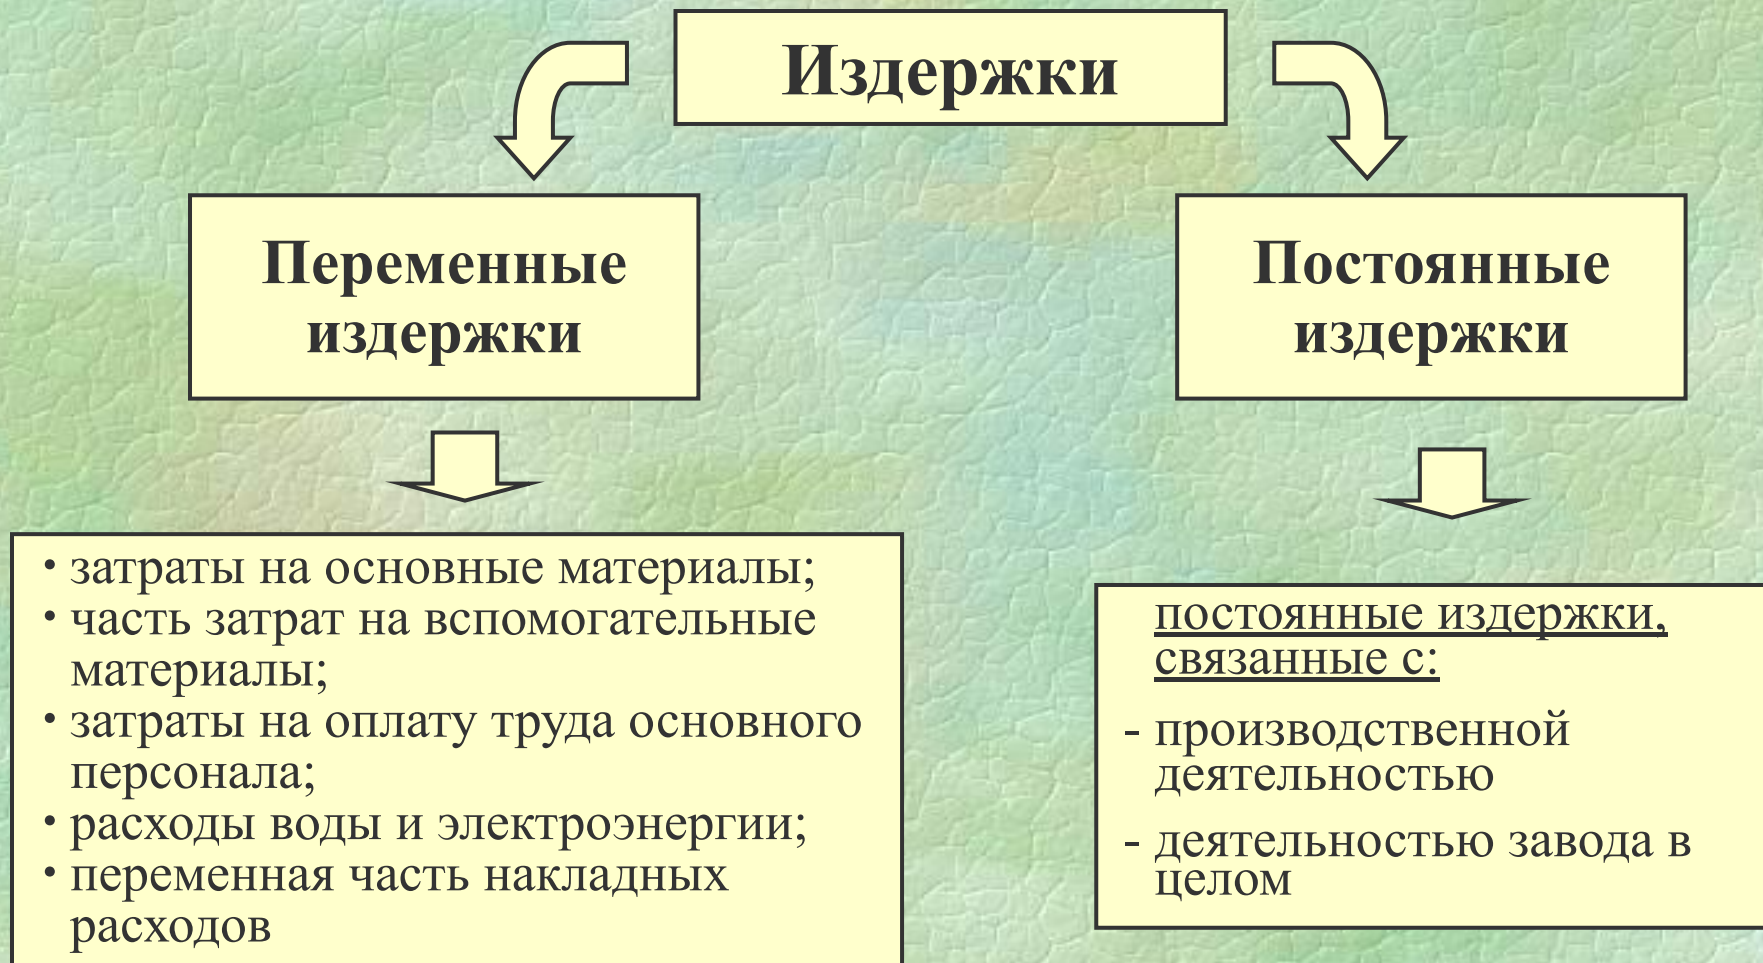 Издержки
Переменные
издержки
Постоянные
издержки
· затраты на основные материалы;
· часть затрат на вспомогательные
материалы;
· затраты на оплату труда основного
персонала;
· расходы воды и электроэнергии;
· переменная часть накладных
расходов
постоянные издержки,
связанные с:
- производственной
деятельностью
- деятельностью завода в
целом